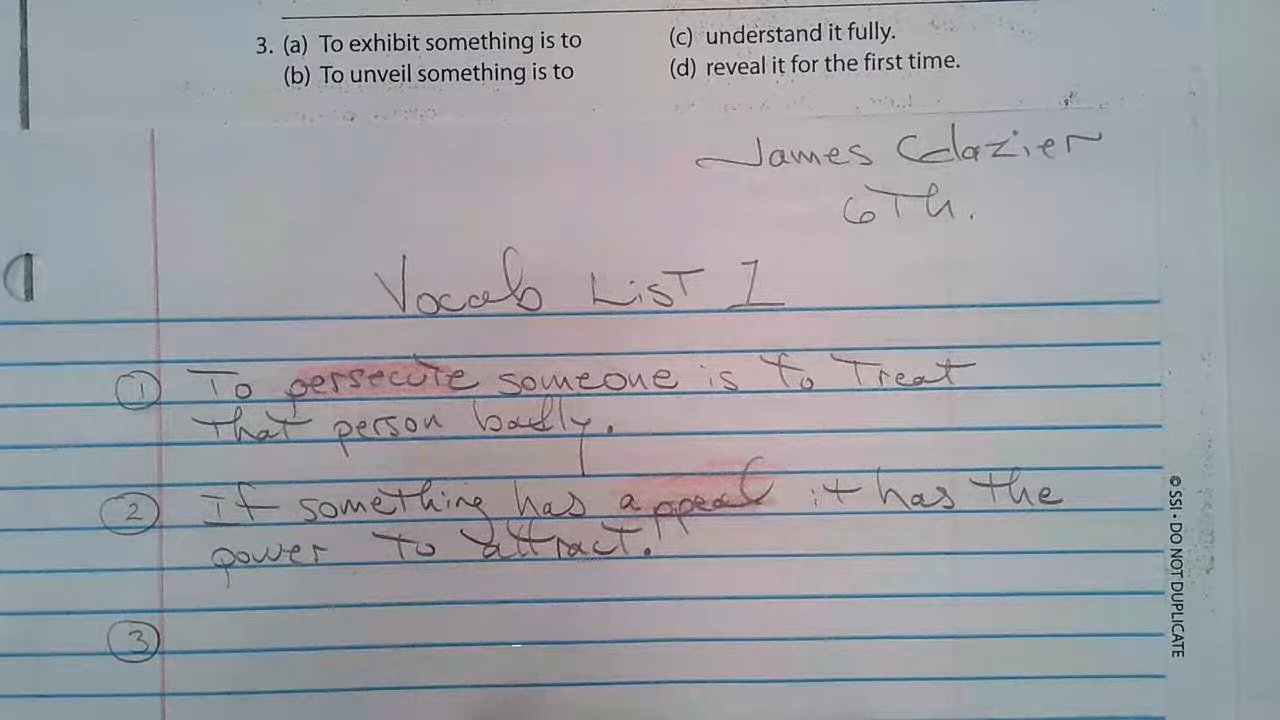 3. (a) To exhibit something is to (c) understand it fully.
(b) To unveil something is to (d) reveal it for the first time.
James Glazier
6Th.
Vocab List 1
1 To persecute someone is to Treat
that person badly.
2 If something has appeal it has the
power to attract.
3
© SSI • DO NOT DUPLICATE